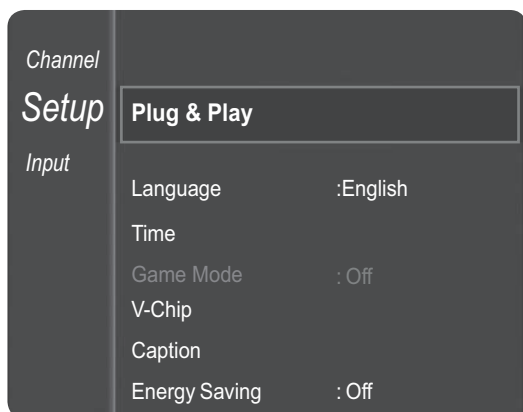 Channel
Setup
Input
Plug & Play
Language :English
Time
Game Mode : Off
V-Chip
Caption
Energy Saving : Off